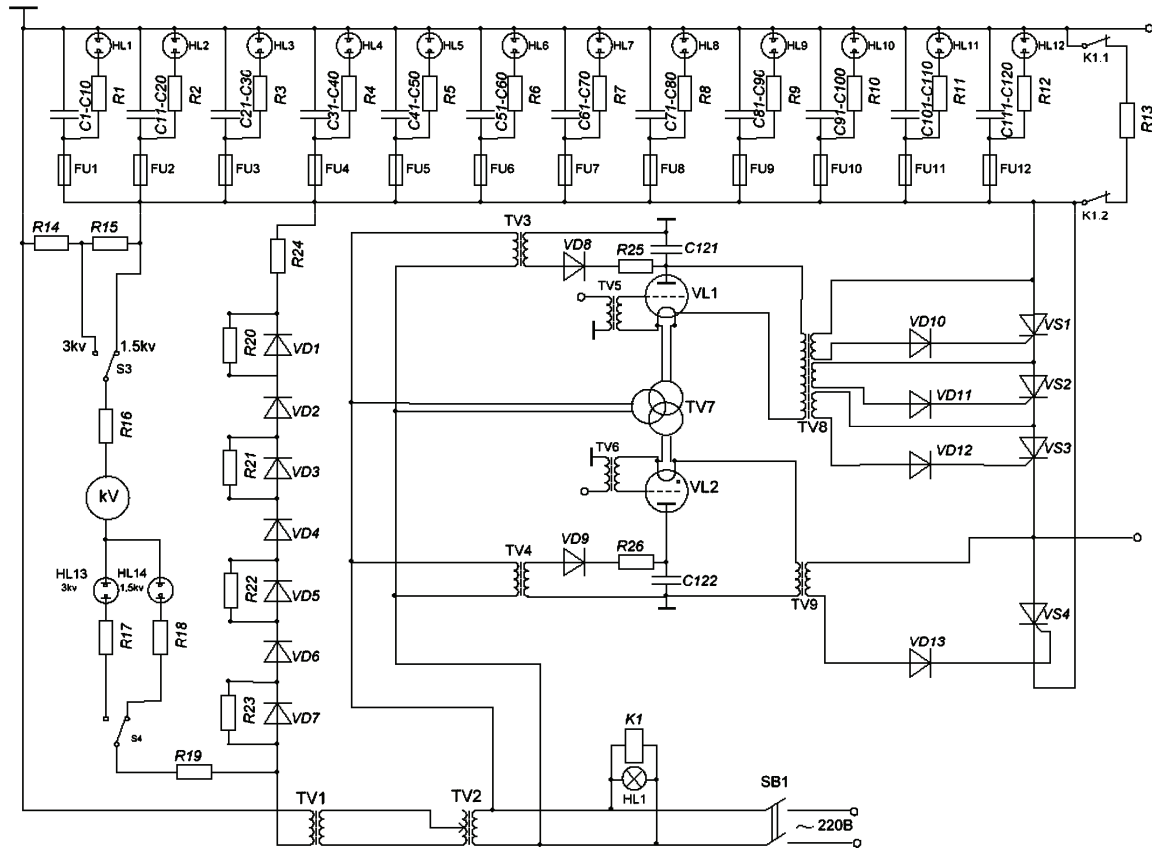 HL1 HL2 HL3 HL4 HL5 HL6 HL7 HL8 HL9 HL10 HL11 HL12
K1.1
C1-C10 R1 C11-C20 R2 C21-C30 R3 C31-C40 R4 C41-C50 R5 C51-C60 R6 C61-C70 R7 C71-C80 R8 C81-C90 R9 C91-C100 R10 C101-C110 R11 C111-C120 R12 R13
FU1 FU2 FU3 FU4 FU5 FU6 FU7 FU8 FU9 FU10 FU11 FU12
K1.2
R14 R15
TV3
R24
VD8 R25 C121
TV5 VL1
3kv 1.5kv
S3
R20 VD1
VD10 VS1
R16
VD2
TV7
VD11 VS2
TV8
R21 VD3
TV6
VD12 VS3
kV
VL2
VD4
TV4 VD9 R26
HL13 HL14
3kv 1,5kv
R22 VD5
C122
TV9
VS4
R17 R18
VD6
VD13
R23 VD7
S4
K1
R19
HL1
SB1
TV1 TV2
~ 220В